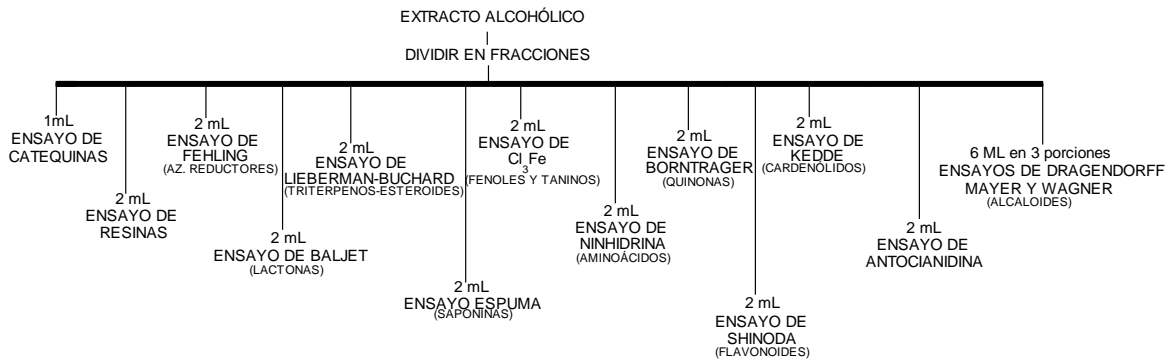 EXTRACTO ALCOHÓLICO
DIVIDIR EN FRACCIONES
1mL
ENSAYO DE
CATEQUINAS
2 mL
ENSAYO DE
RESINAS
2 mL
ENSAYO DE
FEHLING
(AZ. REDUCTORES)
2 mL
ENSAYO DE BALJET
(LACTONAS)
2 mL
ENSAYO DE
LIEBERMAN-BUCHARD
(TRITERPENOS-ESTEROIDES)
2 mL
ENSAYO ESPUMA
(SAPONINAS)
2 mL
ENSAYO DE
Cl Fe
3
(FENOLES Y TANINOS)
2 mL
ENSAYO DE
NINHIDRINA
(AMINOÁCIDOS)
2 mL
ENSAYO DE
BORNTRAGER
(QUINONAS)
2 mL
ENSAYO DE
SHINODA
(FLAVONOIDES)
2 mL
ENSAYO DE
KEDDE
(CARDENÓLIDOS)
2 mL
ENSAYO DE
ANTOCIANIDINA
6 ML en 3 porciones
ENSAYOS DE DRAGENDORFF
MAYER Y WAGNER
(ALCALOIDES)